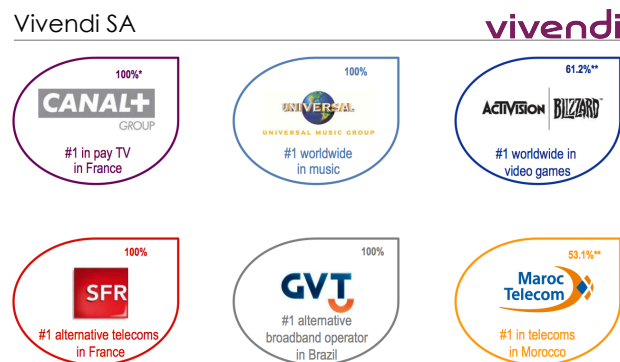 Vivendi SA
vivendi
100%*
CANAL+
GROUP
#1 in pay TV
in France
100%
UNIVERSAL
UNIVERSAL MUSIC GROUP
#1 worldwide
in music
61.2%**
ACTIVISION
BLIZZARD
#1 worldwide in
video games
100%
SFR
#1 alternative telecoms
in France
100%
GVT
#1 alternative
broadband operator
in Brazil
53.1%**
Maroc
Telecom
#1 in telecoms
in Morocco